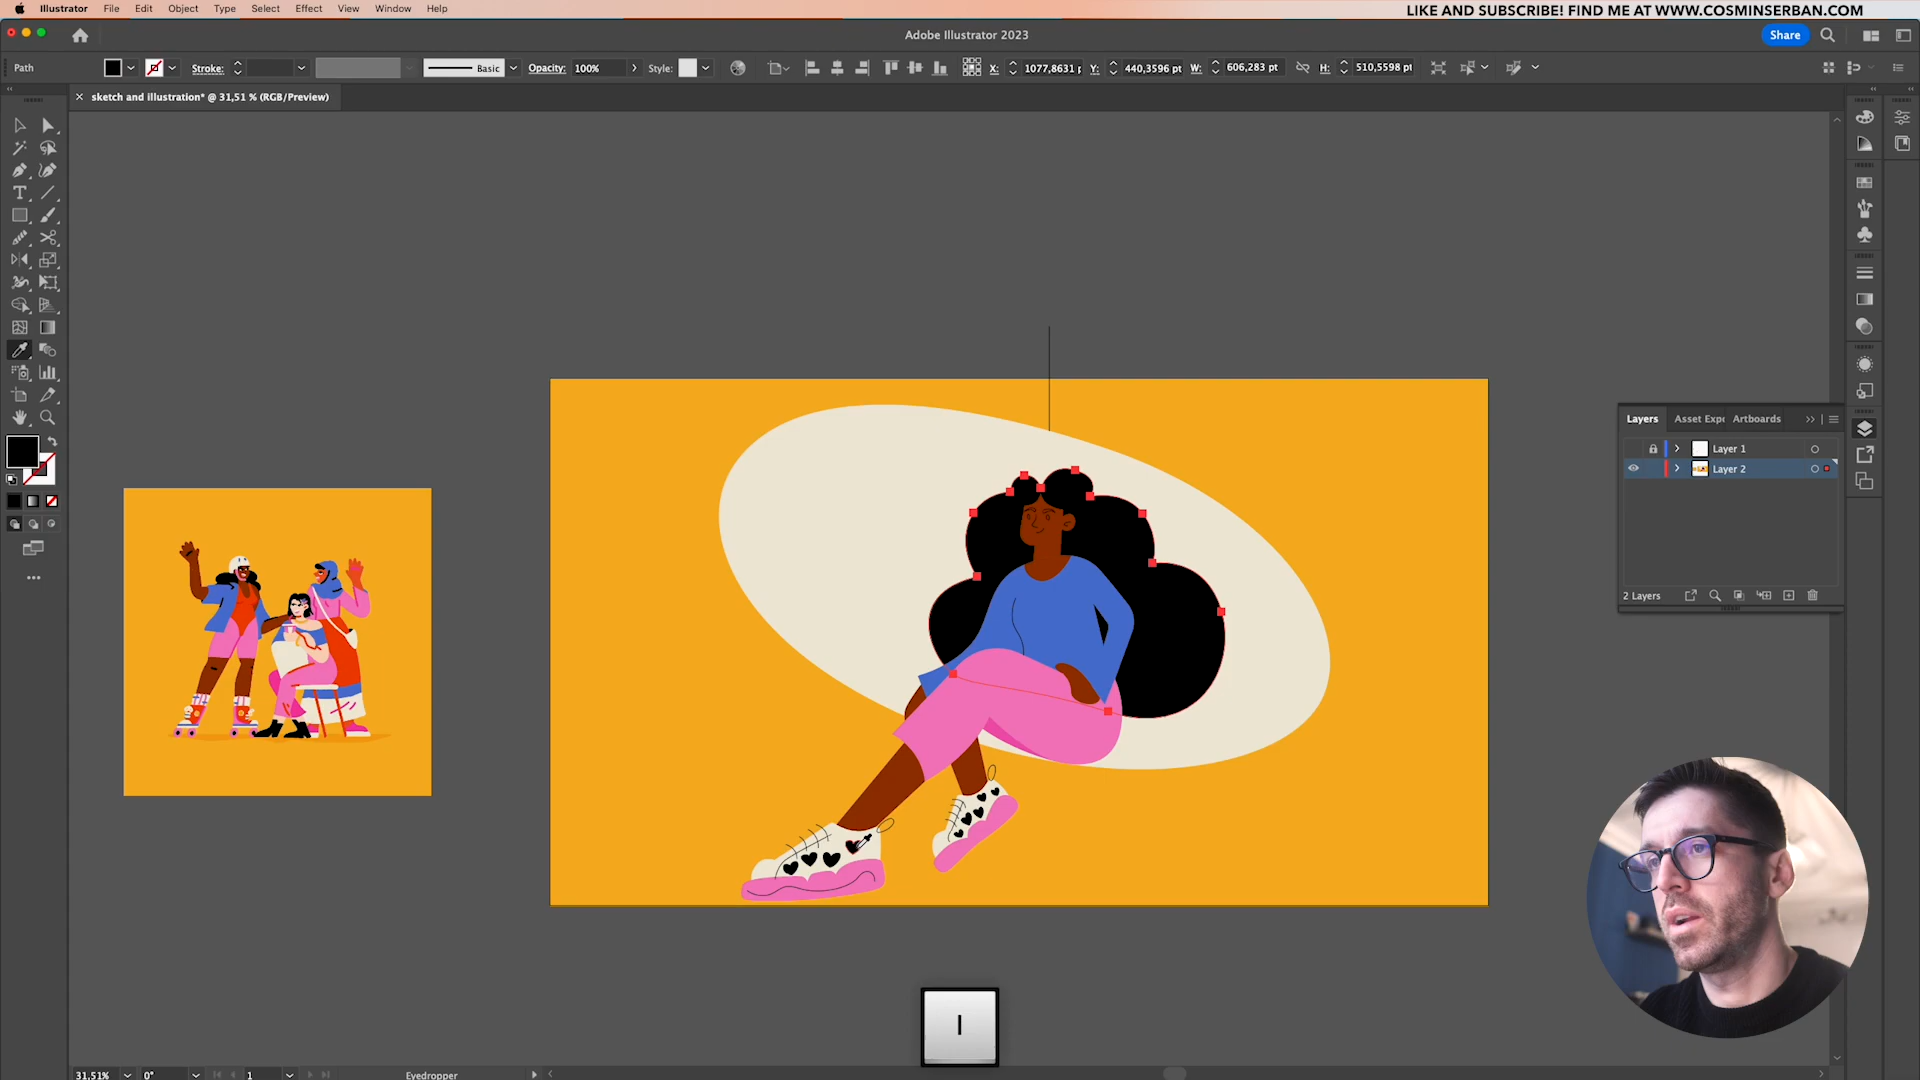 Illustrator File Edit Object Type Select Effect View Window Help
LIKE AND SUBSCRIBE! FIND ME AT WWW.COSMINSERBAN.COM
Adobe Illustrator 2023
Share
Path
Stroke:
Basic
Opacity: 100%
Style:
X: 1077,8631 Y: 440,3596 pt W: 606,283 pt H: 510,5598 pt
sketch and illustration* @ 31,51 % (RGB/Preview)
Layers Asset Expo Artboards
Layer 1
Layer 2
2 Layers
I
31,51% 0° 1 Eyedropper